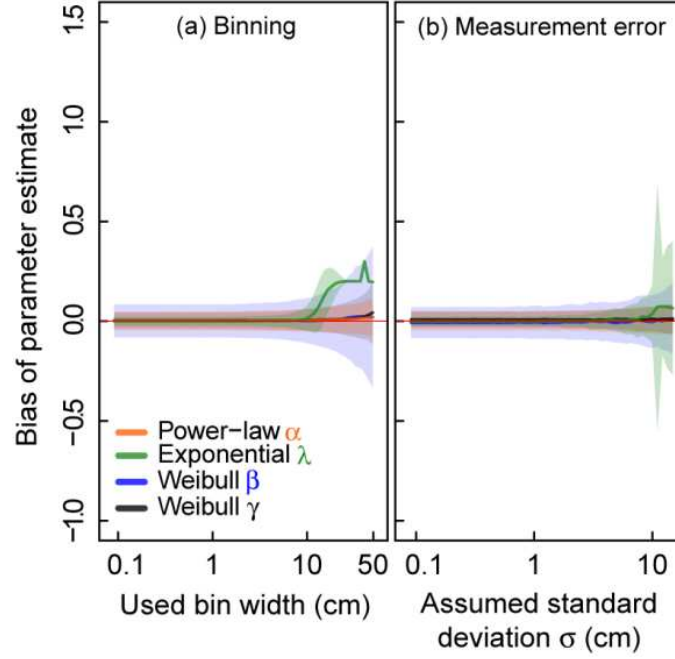 (a) Binning
(b) Measurement error
Bias of parameter estimate
1.5
1.0
0.5
0.0
−0.5
−1.0
Power−law α
Exponential λ
Weibull β
Weibull γ
0.1
1
10
50
0.1
1
10
Used bin width (cm)
Assumed standard
deviation σ (cm)